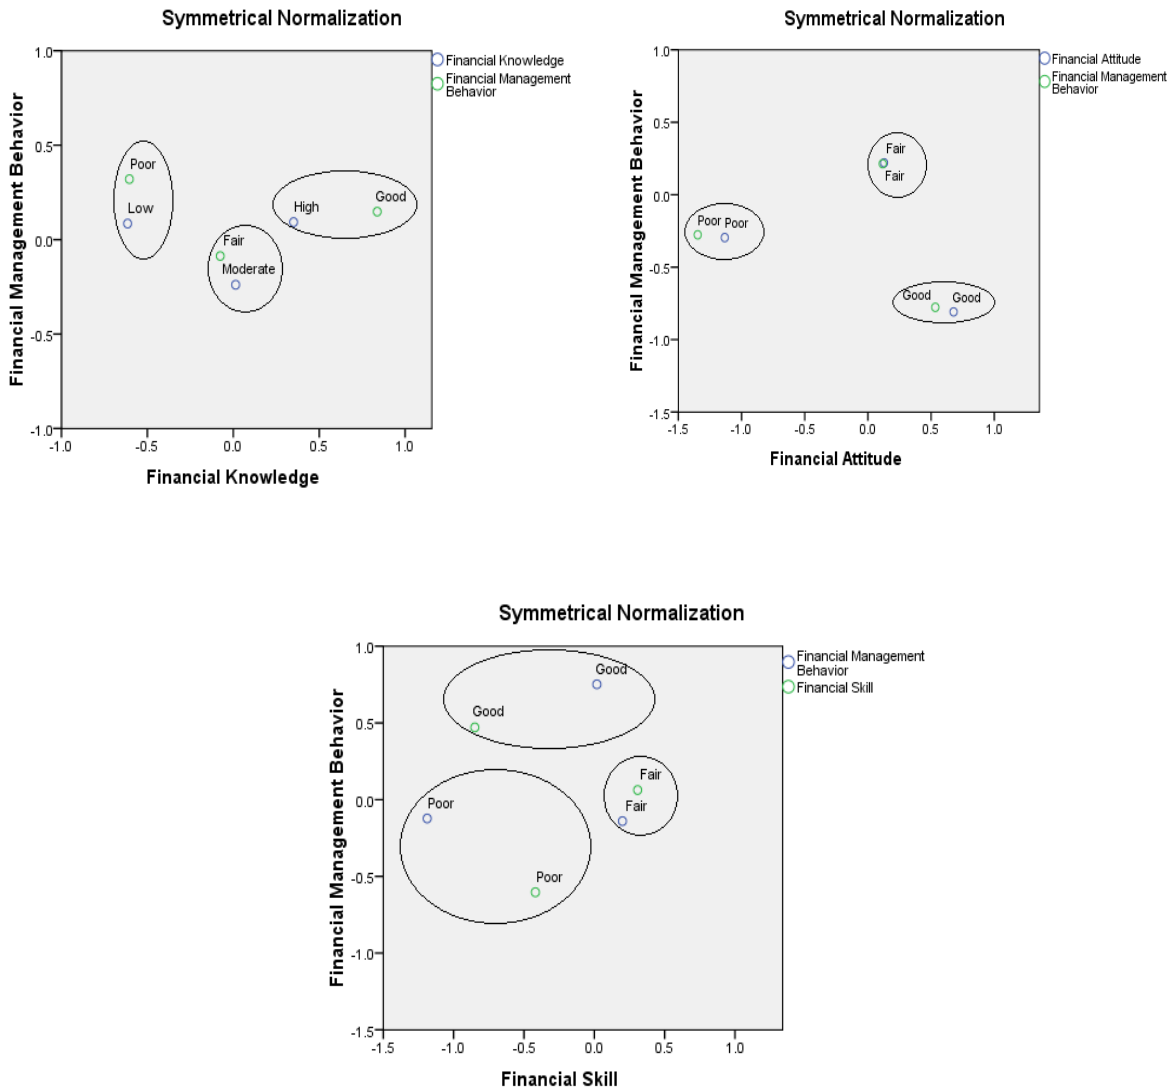 Symmetrical Normalization
1.0
0.5
0.0
-0.5
-1.0
Financial Management Behavior
Poor
Low
Fair
Moderate
High
Good
-1.0 -0.5 0.0 0.5 1.0
Financial Knowledge
Financial Knowledge
Financial Management
Behavior
Symmetrical Normalization
1.0
0.5
0.0
-0.5
-1.0
-1.5
Financial Management Behavior
Fair
Fair
Poor Poor
Good Good
-1.5 -1.0 -0.5 0.0 0.5 1.0
Financial Attitude
Financial Attitude
Financial Management
Behavior
Symmetrical Normalization
1.0
0.5
0.0
-0.5
-1.0
-1.5
Financial Management Behavior
Good
Good
Fair
Fair
Poor
Poor
-1.5 -1.0 -0.5 0.0 0.5 1.0
Financial Skill
Financial Management
Behavior
Financial Skill